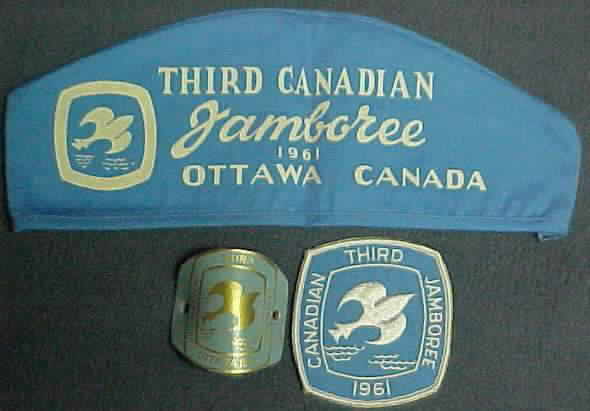 THIRD CANADIAN
Jamboree
1961
OTTAWA CANADA
THIRD
CANADIAN
JAMBOREE
1961